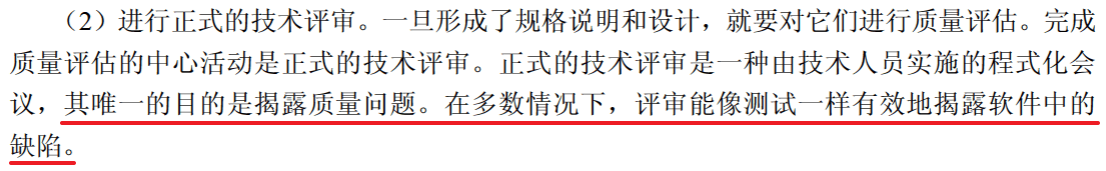 （2）进行正式的技术评审。一旦形成了规格说明和设计，就要对它们进行质量评估。完成
质量评估的中心活动是正式的技术评审。正式的技术评审是一种由技术人员实施的程式化会
议，其唯一的目的是揭露质量问题。在多数情况下，评审能像测试一样有效地揭露软件中的
缺陷。